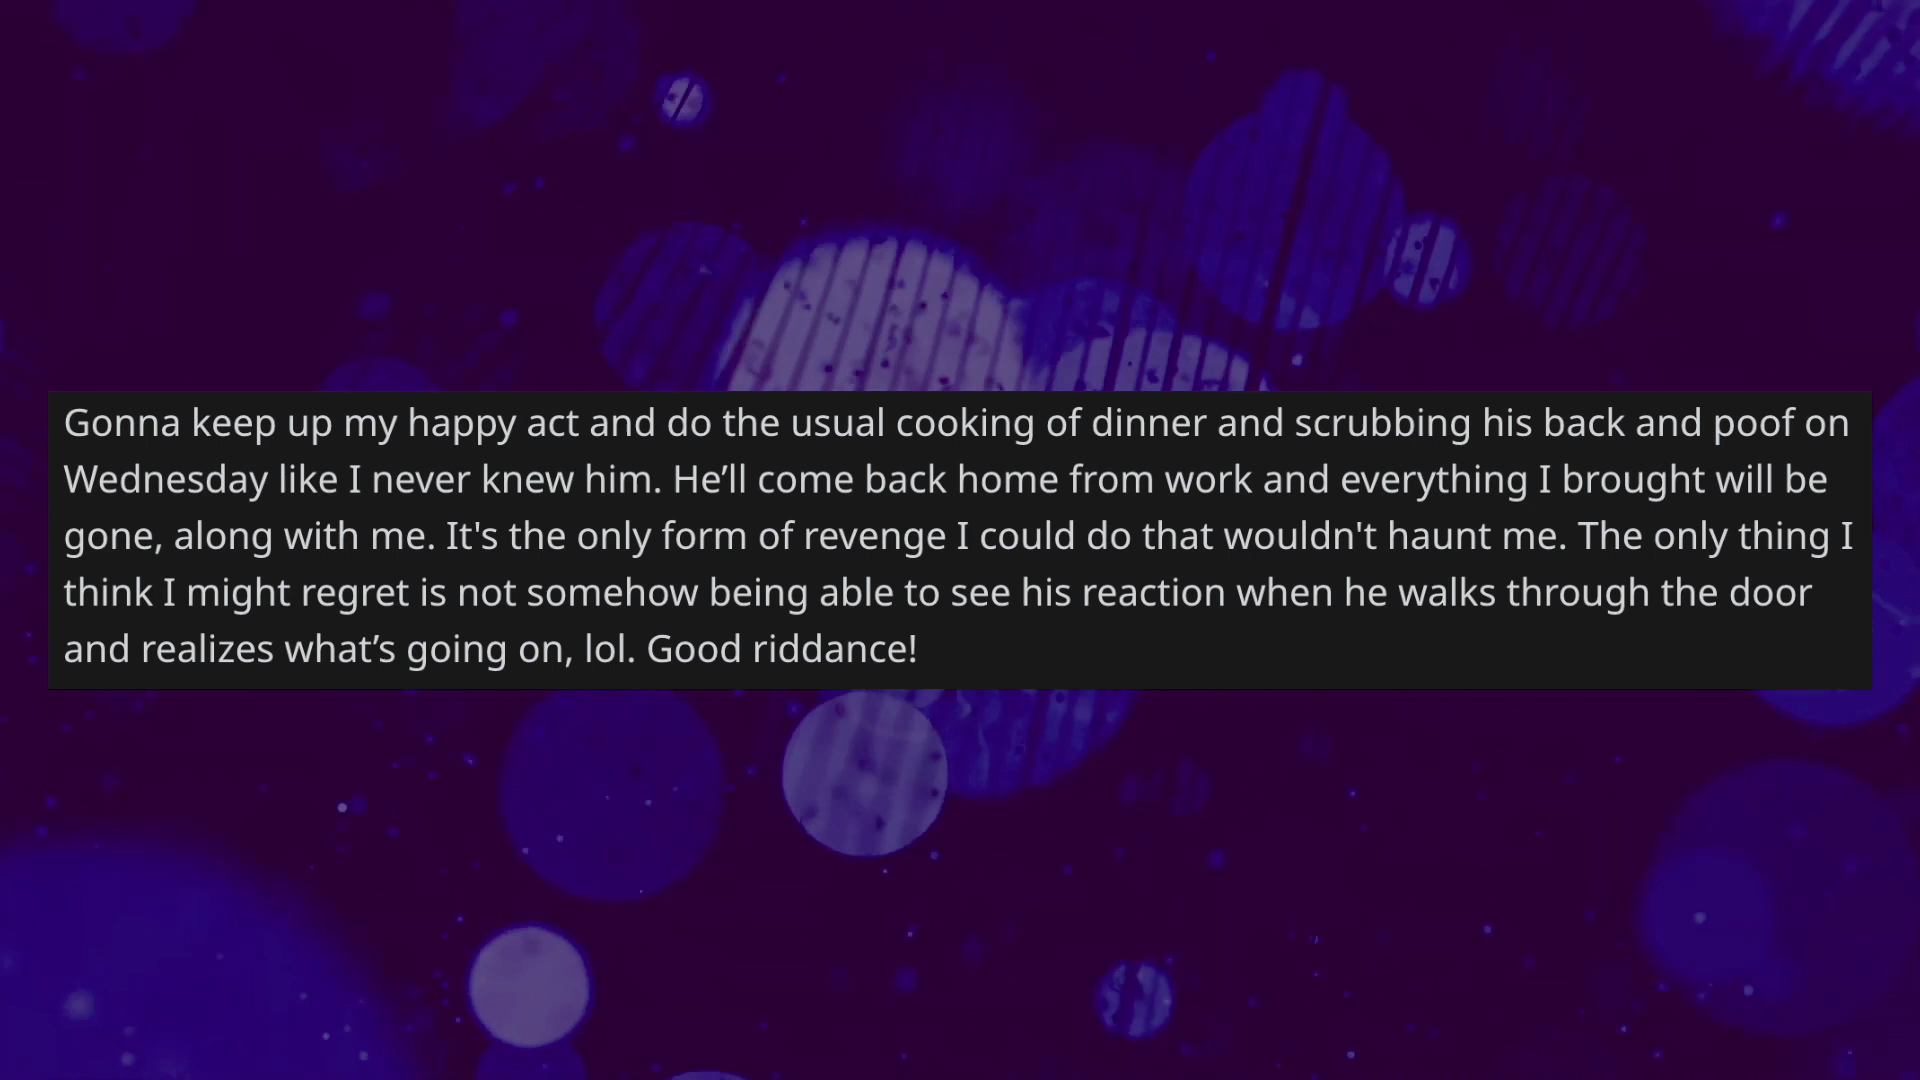 Gonna keep up my happy act and do the usual cooking of dinner and scrubbing his back and poof on
Wednesday like I never knew him. He’ll come back home from work and everything I brought will be
gone, along with me. It's the only form of revenge I could do that wouldn't haunt me. The only thing I
think I might regret is not somehow being able to see his reaction when he walks through the door
and realizes what’s going on, lol. Good riddance!